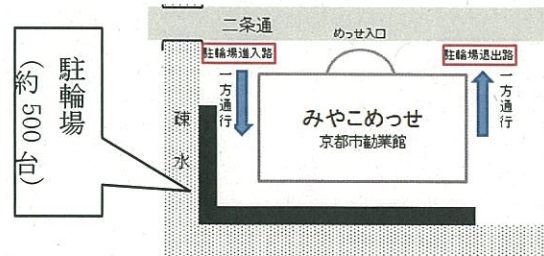 二条通
めっせ入口
駐輪場進入路
駐輪場退出路
一方通行
一方通行
みやこめっせ
京都市勧業館
疎水
駐輪場
(約500台)